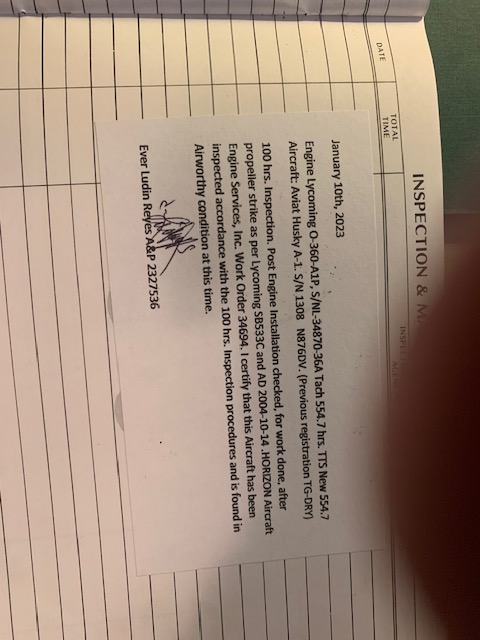 INSPECTION &
DATE
TOTAL
TIME
January 10th, 2023
Engine Lycoming O-360-A1P, S/NL-34870-36A Tach 554.7 hrs. TTS New 554.7
Aircraft: Aviat Husky A-1. S/N 1308 N876DV. (Previous registration TG-DRY)
100 hrs. Inspection. Post Engine Installation checked, for work done, after
propeller strike as per Lycoming SB533C and AD 2004-10-14 .HORIZON Aircraft
Engine Services, Inc. Work Order 34694. I certify that this Aircraft has been
inspected accordance with the 100 hrs. Inspection procedures and is found in
Airworthy condition at this time.
Ever Ludin Reyes A&P 2327536